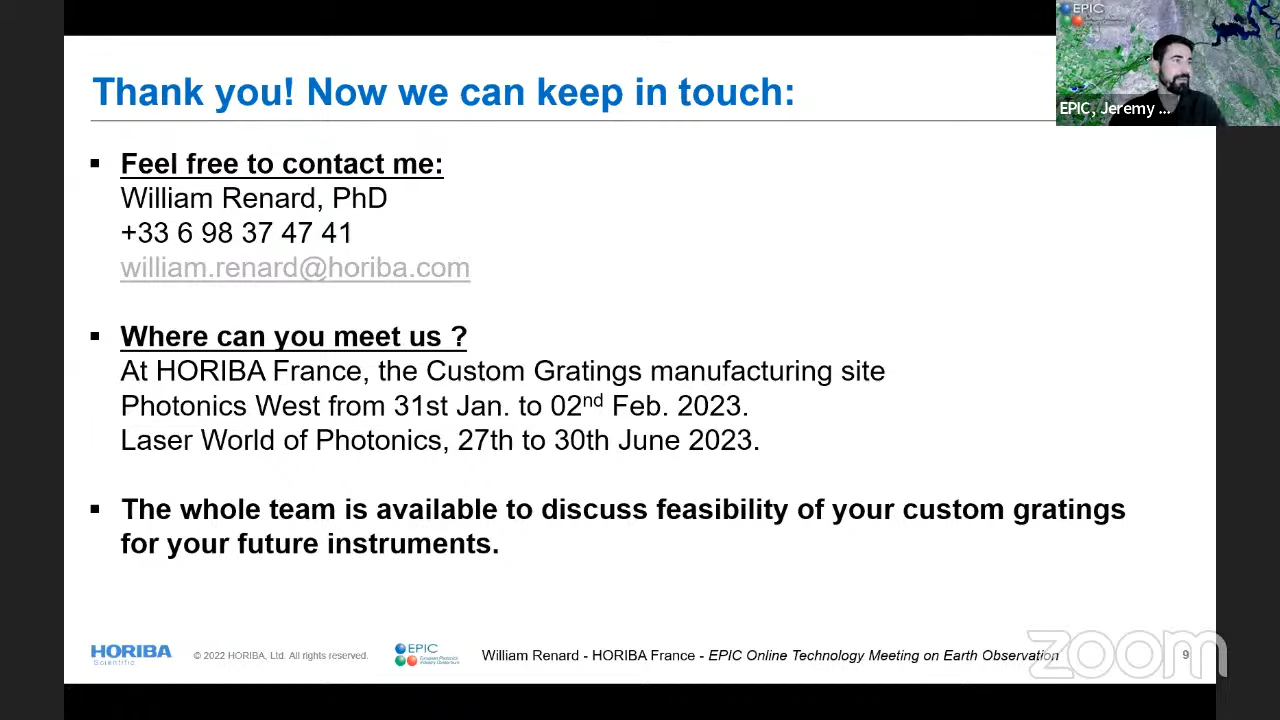 Thank you! Now we can keep in touch:
EPIC
EPIC, Jeremy ...
▪ Feel free to contact me:
William Renard, PhD
+33 6 98 37 47 41
william.renard@horiba.com
▪ Where can you meet us ?
At HORIBA France, the Custom Gratings manufacturing site
Photonics West from 31st Jan. to 02nd Feb. 2023.
Laser World of Photonics, 27th to 30th June 2023.
▪ The whole team is available to discuss feasibility of your custom gratings
for your future instruments.
HORIBA
Scientific
© 2022 HORIBA, Ltd. All rights reserved.
EPIC
European Photonics
Industry Consortium
William Renard - HORIBA France - EPIC Online Technology Meeting on Earth Observation
9
zoom